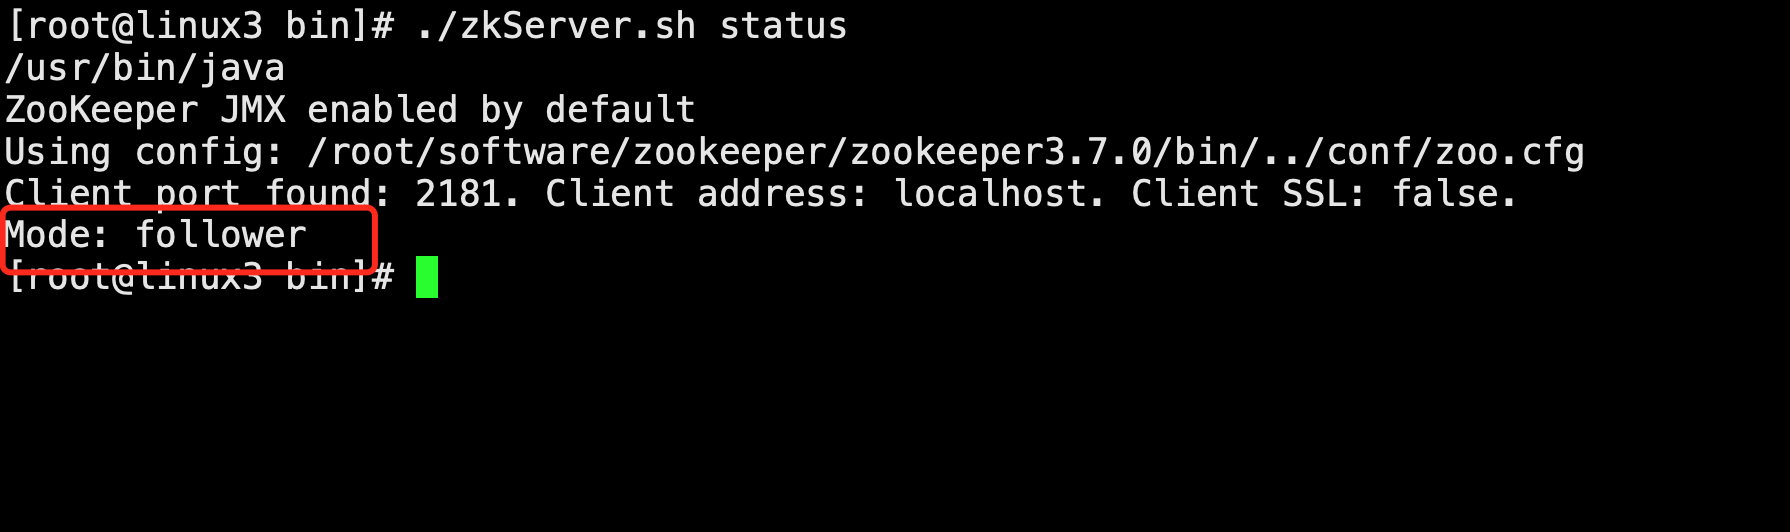 [root@linux3 bin]# ./zkServer.sh status
/usr/bin/java
ZooKeeper JMX enabled by default
Using config: /root/software/zookeeper/zookeeper3.7.0/bin/../conf/zoo.cfg
Client port found: 2181. Client address: localhost. Client SSL: false.
Mode: follower
[root@linux3 bin]#